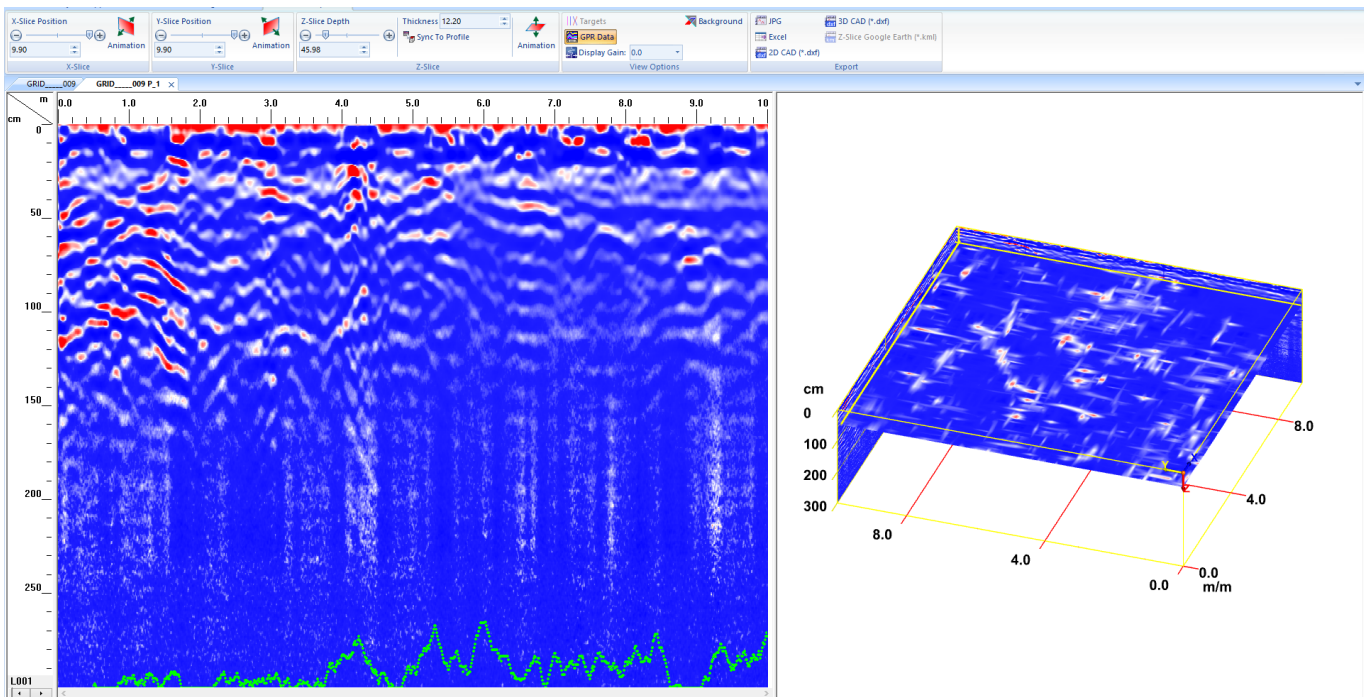 X-Slice Position
9.90
Animation
X-Slice
Y-Slice Position
9.90
Animation
Y-Slice
Z-Slice Depth
45.98
Thickness 12.20
Sync To Profile
Animation
Z-Slice
Targets
GPR Data
Display Gain: 0.0
Background
View Options
JPG
Excel
2D CAD (*.dxf)
3D CAD (*.dxf)
Z-Slice Google Earth (*.kml)
Export
GRID____009
GRID____009 P_1
m
cm
0.0 1.0 2.0 3.0 4.0 5.0 6.0 7.0 8.0 9.0 10
0
50
100
150
200
250
L001
cm
0
100
200
300
8.0
4.0
0.0
8.0
4.0
0.0
m/m
Y
X